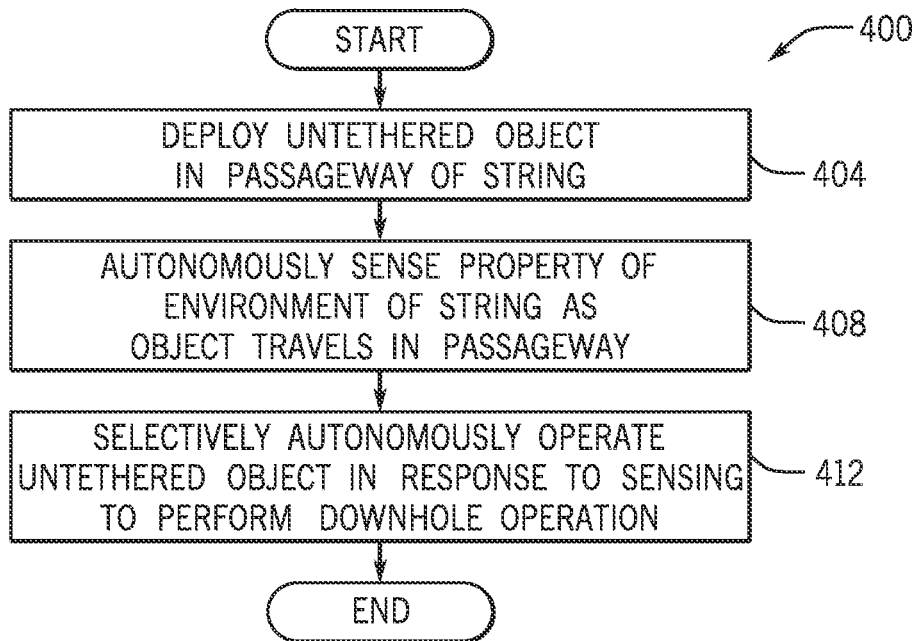 START
400
DEPLOY UNTETHERED OBJECT
IN PASSAGEWAY OF STRING
404
AUTONOMOUSLY SENSE PROPERTY OF
ENVIRONMENT OF STRING AS
OBJECT TRAVELS IN PASSAGEWAY
408
SELECTIVELY AUTONOMOUSLY OPERATE
UNTETHERED OBJECT IN RESPONSE TO SENSING
TO PERFORM DOWNHOLE OPERATION
412
END